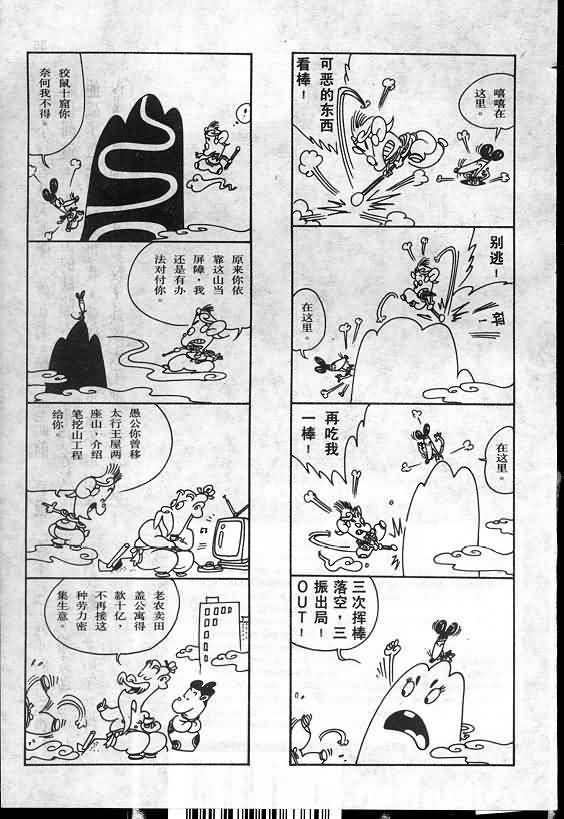 嘻嘻在
这里。
可恶的东西
看棒！
别逃！
在这里。
在这里。
再吃我
一棒！
三次挥棒
落空，三
振出局！
OUT！
！
狡鼠十窟你
奈何我不得。
原来你依
靠这山当
屏障，我
还是有办
法对付你。
愚公你曾移
太行王屋两
座山，介绍
笔挖山工程
给你。
老农卖田
盖公寓得
款十亿，
不再接这
种劳力密
集生意。